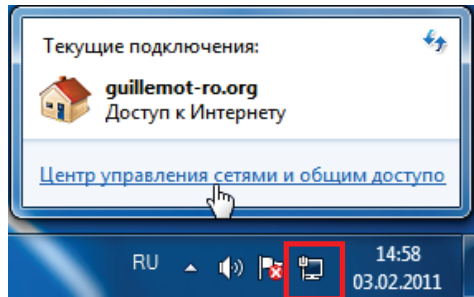 Текущие подключения:
guillemot-ro.org
Доступ к Интернету
Центр управления сетями и общим доступо
RU
14:58
03.02.2011